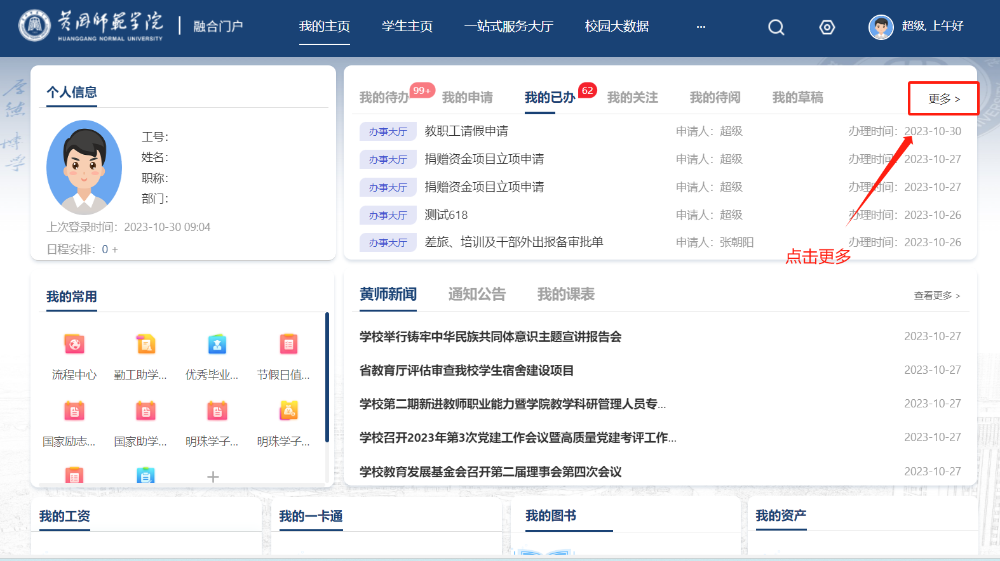 黄冈师范学院
HUANGGANG NORMAL UNIVERSITY
融合门户
我的主页 学生主页 一站式服务大厅 校园大数据 ...
超级, 上午好
个人信息
工号：
姓名：
职称：
部门：
上次登录时间：2023-10-30 09:04
日程安排：0 +
我的待办 99+ 我的申请 我的已办 62 我的关注 我的待阅 我的草稿 更多 >
办事大厅 教职工请假申请 申请人：超级 办理时间：2023-10-30
办事大厅 捐赠资金项目立项申请 申请人：超级 办理时间：2023-10-27
办事大厅 捐赠资金项目立项申请 申请人：超级 办理时间：2023-10-27
办事大厅 测试618 申请人：超级 办理时间：2023-10-26
办事大厅 差旅、培训及干部外出报备审批单 申请人：张朝阳 办理时间：2023-10-26
点击更多
我的常用
流程中心 勤工助学... 优秀毕业... 节假日值...
国家励志... 国家助学... 明珠学子... 明珠学子...
黄师新闻 通知公告 我的课表 查看更多 >
学校举行铸牢中华民族共同体意识主题宣讲报告会 2023-10-27
省教育厅评估审查我校学生宿舍建设项目 2023-10-27
学校第二期新进教师职业能力暨学院教学科研管理人员专... 2023-10-27
学校召开2023年第3次党建工作会议暨高质量党建考评工作... 2023-10-27
学校教育发展基金会召开第二届理事会第四次会议 2023-10-27
我的工资 我的一卡通 我的图书 我的资产